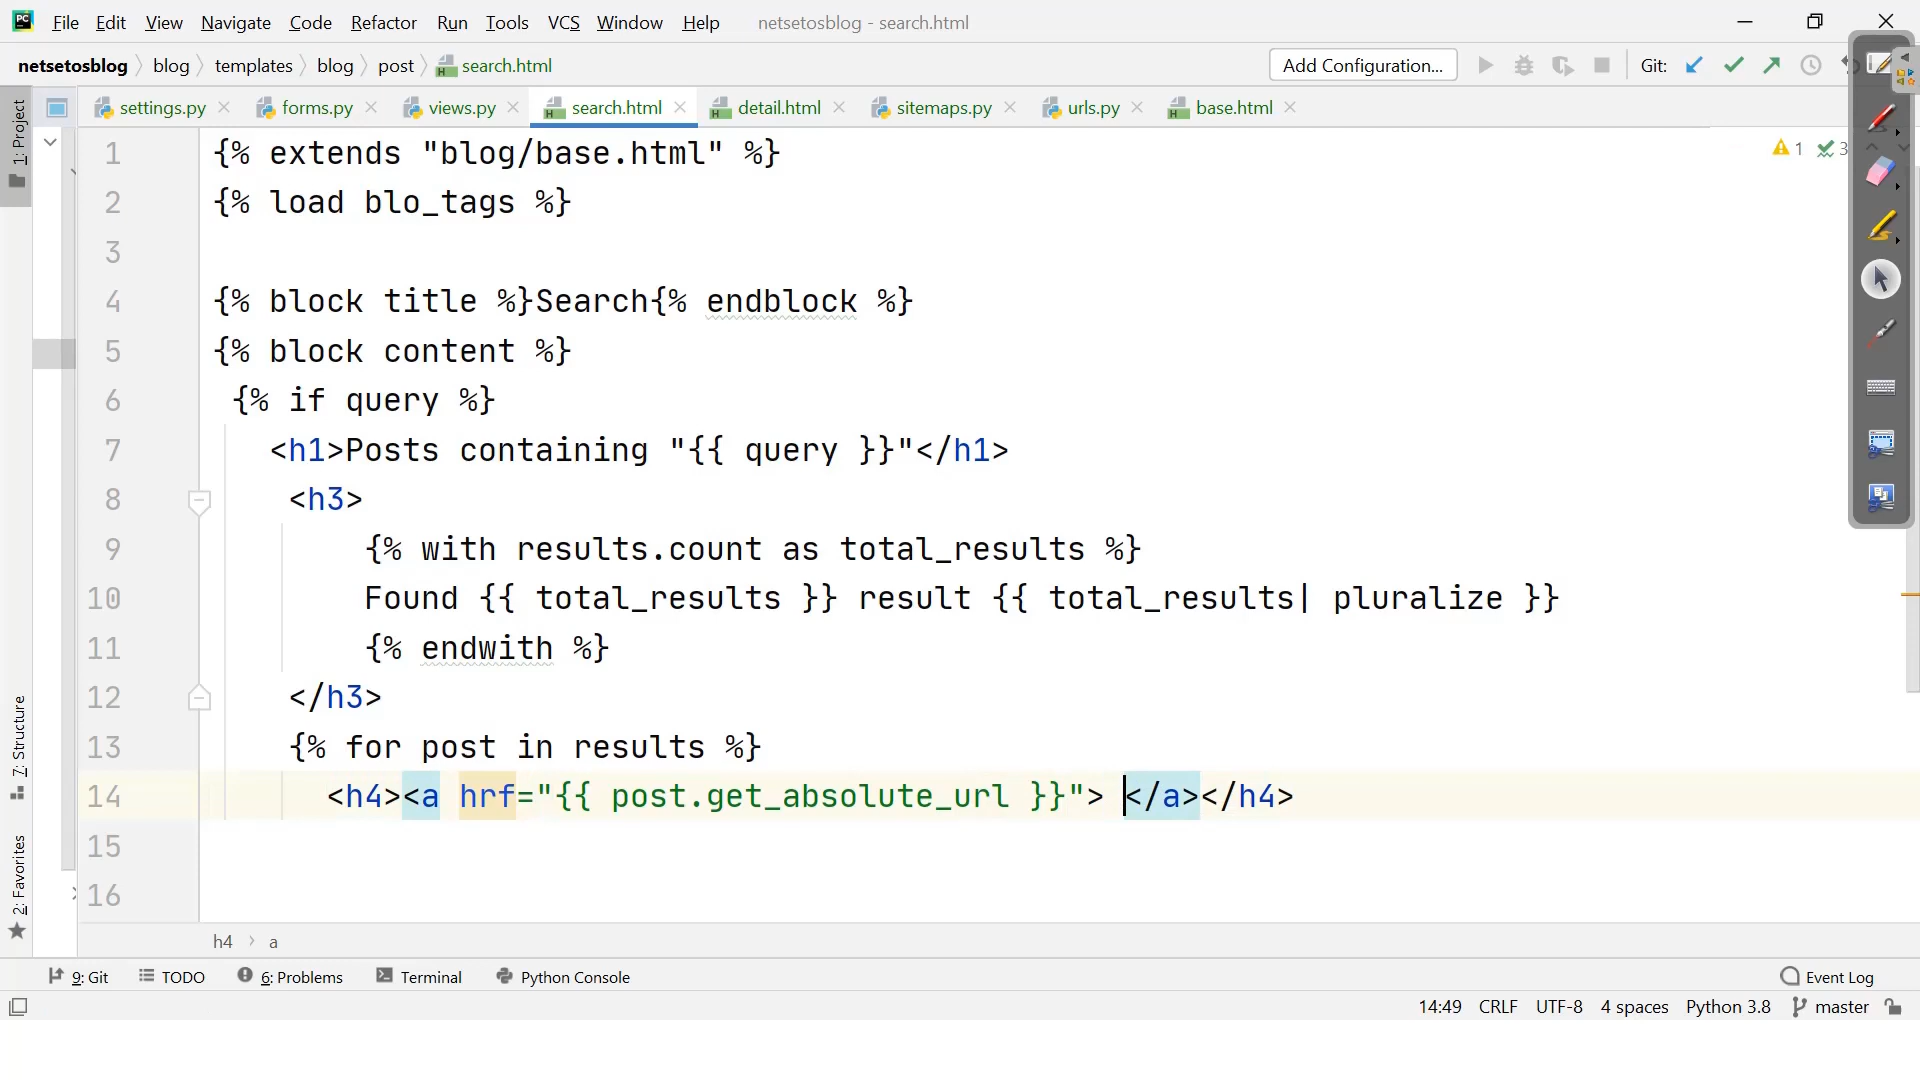 File Edit View Navigate Code Refactor Run Tools VCS Window Help netsetosblog - search.html
netsetosblog blog templates blog post search.html Add Configuration... Git:
settings.py forms.py views.py search.html detail.html sitemaps.py urls.py base.html
1: Project
1 {% extends "blog/base.html" %} 1 3
2 {% load blo_tags %}
3
4 {% block title %}Search{% endblock %}
5 {% block content %}
6 {% if query %}
7 <h1>Posts containing "{{ query }}"</h1>
8 <h3>
9 {% with results.count as total_results %}
10 Found {{ total_results }} result {{ total_results| pluralize }}
11 {% endwith %}
12 </h3>
13 {% for post in results %}
14 <h4><a hrf="{{ post.get_absolute_url }}"> </a></h4>
15
16
7: Structure
2: Favorites
h4 a
9: Git TODO 6: Problems Terminal Python Console Event Log
14:49 CRLF UTF-8 4 spaces Python 3.8 master